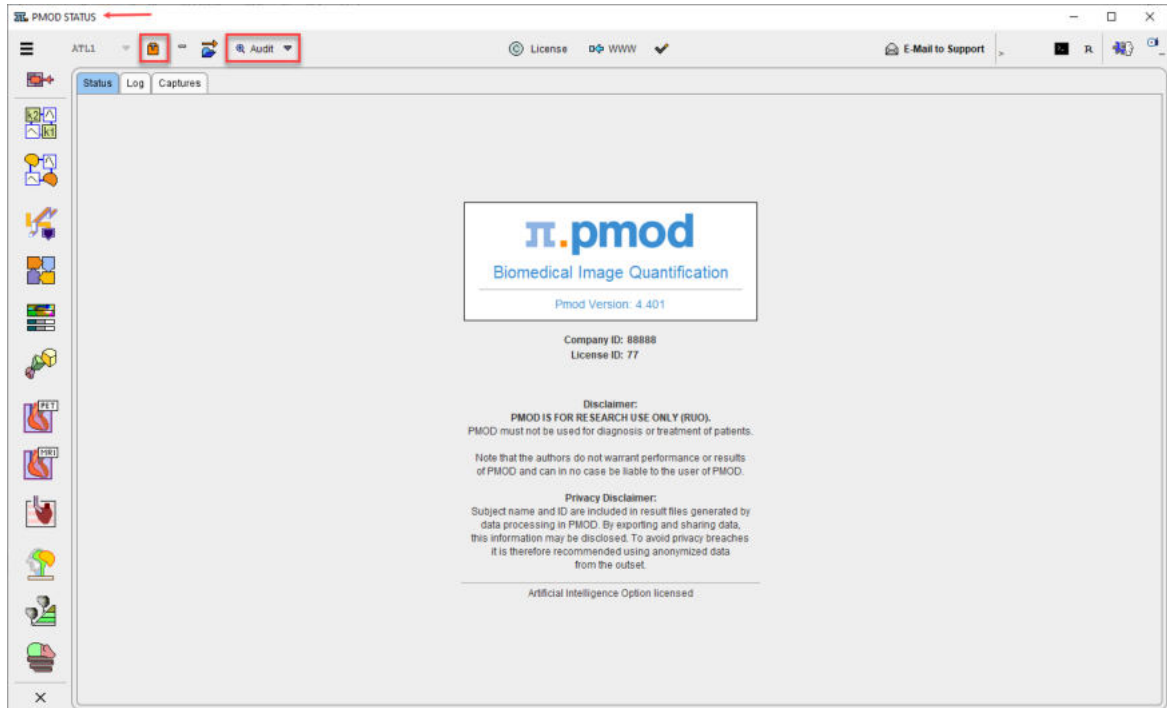 PMOD STATUS
ATL1
Audit
License
WWW
E-Mail to Support
R
Status
Log
Captures
k2
k1
PET
MRI
π.pmod
Biomedical Image Quantification
Pmod Version: 4.401
Company ID: 88888
License ID: 77
Disclaimer:
PMOD IS FOR RESEARCH USE ONLY (RUO).
PMOD must not be used for diagnosis or treatment of patients.
Note that the authors do not warrant performance or results
of PMOD and can in no case be liable to the user of PMOD.
Privacy Disclaimer:
Subject name and ID are included in result files generated by
data processing in PMOD. By exporting and sharing data,
this information may be disclosed. To avoid privacy breaches
it is therefore recommended using anonymized data
from the outset.
Artificial Intelligence Option licensed